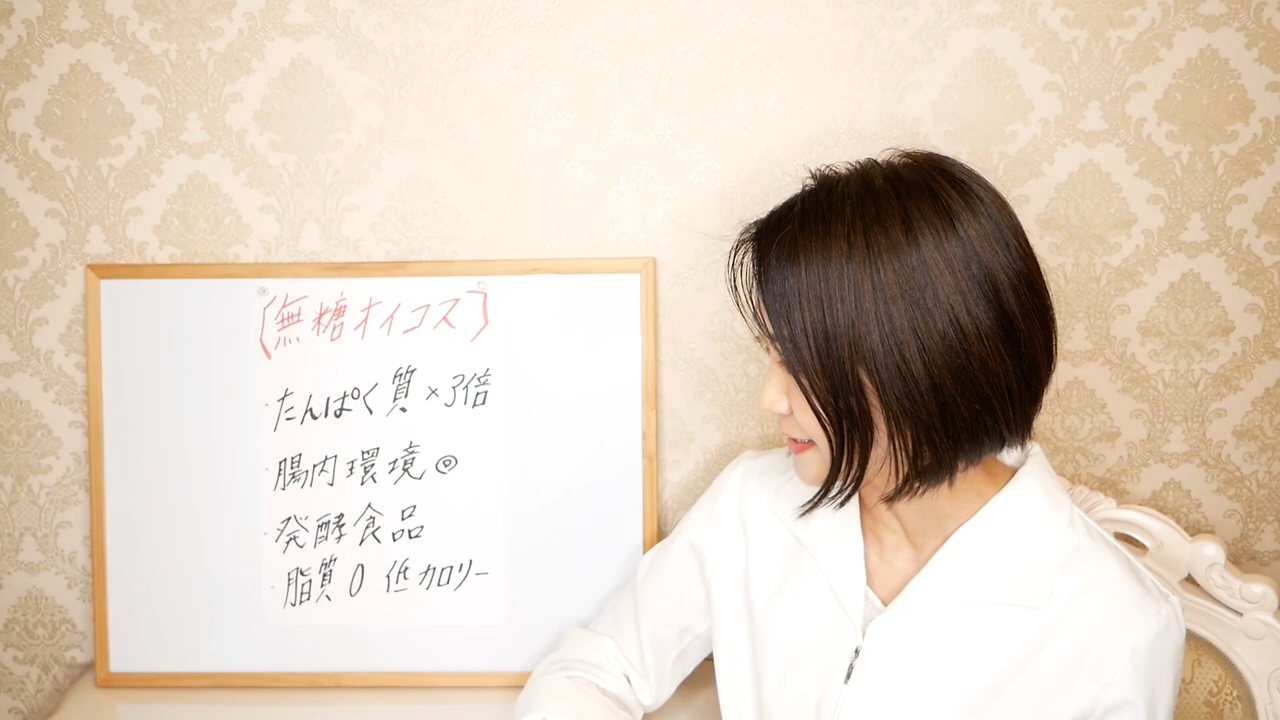 [無糖オイコス]
・たんぱく質×3倍
・腸内環境◎
・発酵食品
・脂質0 低カロリー